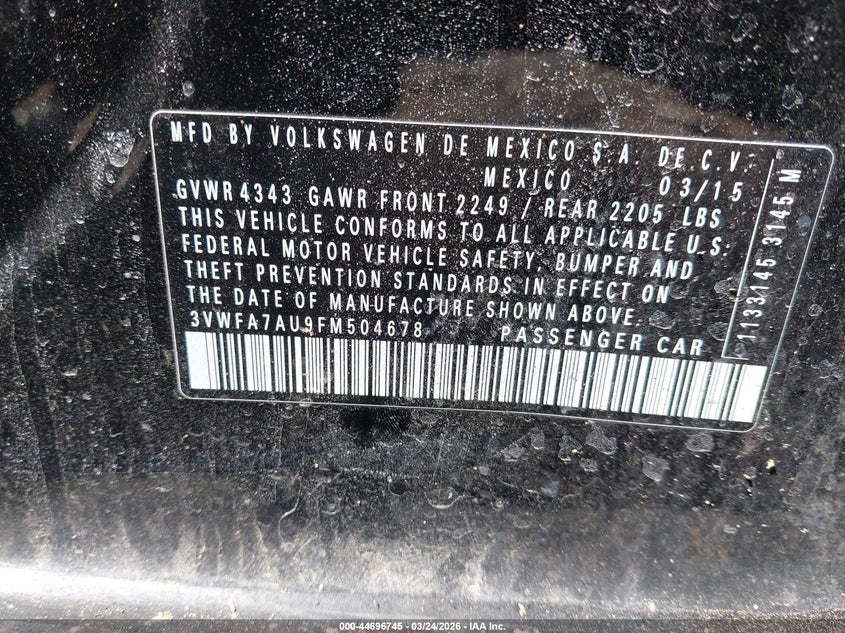 MFD BY VOLKSWAGEN DE MEXICO S.A. DE C.V.
MEXICO 03/15
GVWR 4343 GAWR FRONT 2249 / REAR 2205 LBS
THIS VEHICLE CONFORMS TO ALL APPLICABLE U.S.
FEDERAL MOTOR VEHICLE SAFETY, BUMPER AND
THEFT PREVENTION STANDARDS IN EFFECT ON
THE DATE OF MANUFACTURE SHOWN ABOVE.
3VWFA7AU9FM504678 PASSENGER CAR
1133145 3145 M
000-44696745 - 03/24/2026 - IAA Inc.